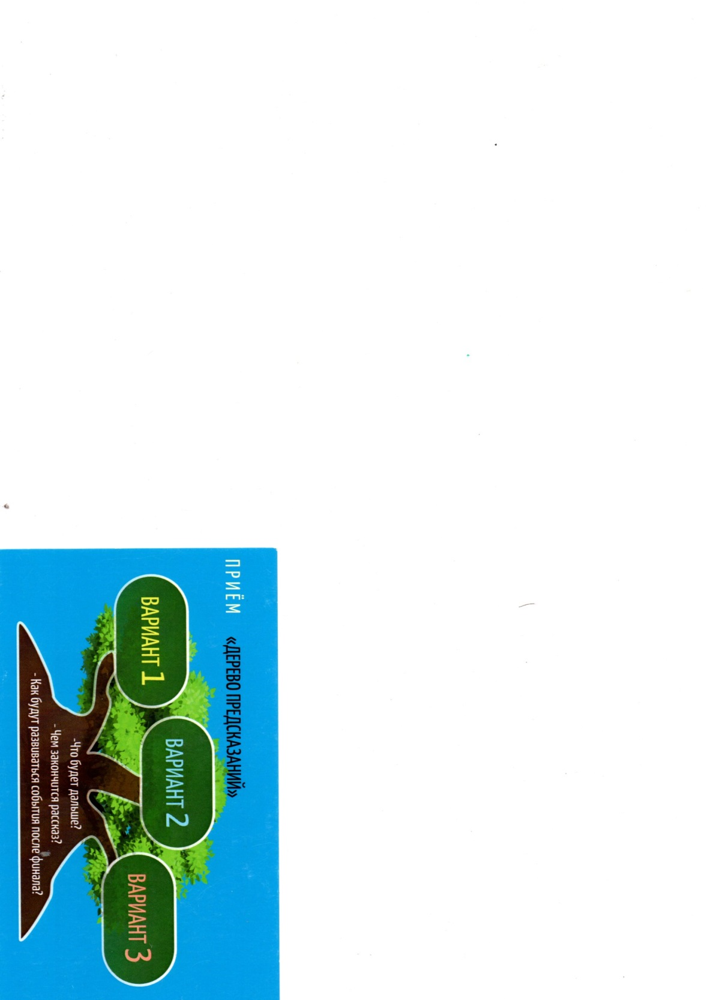 ПРИЁМ «ДЕРЕВО ПРЕДСКАЗАНИЙ»
ВАРИАНТ 1
ВАРИАНТ 2
ВАРИАНТ 3
-Что будет дальше?
- Чем закончится рассказ?
- Как будут развиваться события после финала?